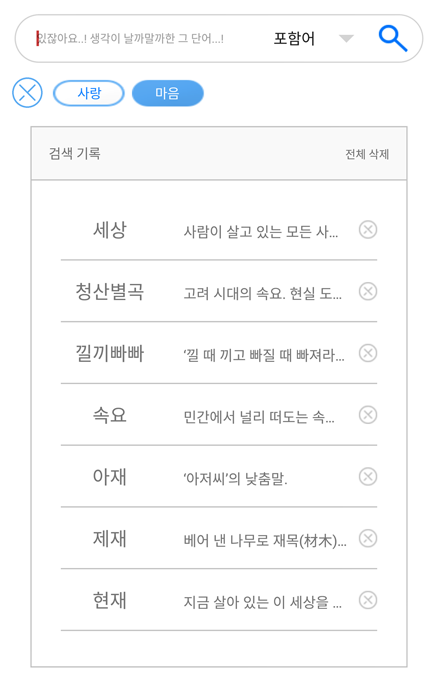 있잖아요..! 생각이 날까말까한 그 단어...! 포함어
사랑 마음
검색 기록 전체 삭제
세상 사람이 살고 있는 모든 사...
청산별곡 고려 시대의 속요. 현실 도...
낄끼빠빠 ‘낄 때 끼고 빠질 때 빠져라...
속요 민간에서 널리 떠도는 속...
아재 ‘아저씨’의 낮춤말.
제재 베어 낸 나무로 재목(材木)...
현재 지금 살아 있는 이 세상을 ...